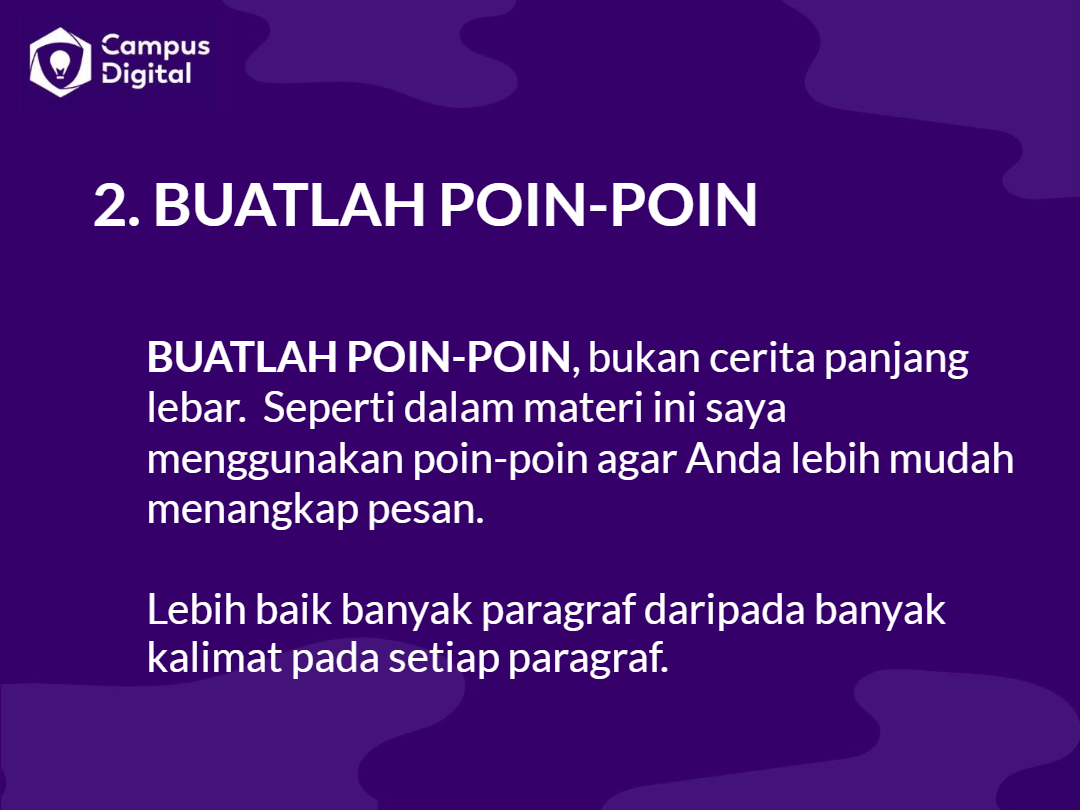 Campus
Digital
2. BUATLAH POIN-POIN
BUATLAH POIN-POIN, bukan cerita panjang
lebar.  Seperti dalam materi ini saya
menggunakan poin-poin agar Anda lebih mudah
menangkap pesan.
Lebih baik banyak paragraf daripada banyak
kalimat pada setiap paragraf.